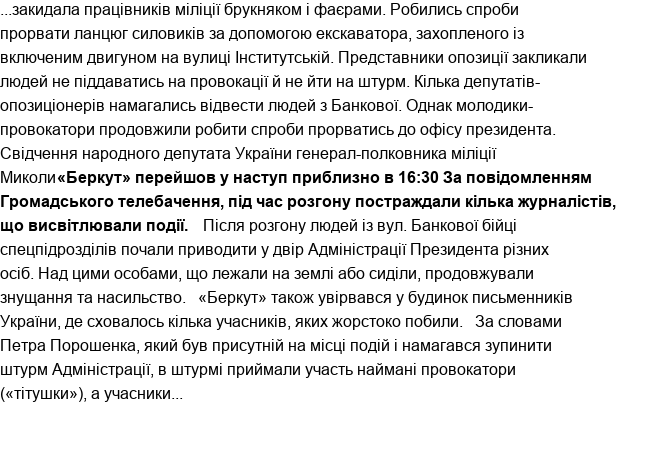 ...закидала працівників міліції брукняком і фаєрами. Робились спроби
прорвати ланцюг силовиків за допомогою екскаватора, захопленого із
включеним двигуном на вулиці Інститутській. Представники опозиції закликали
людей не піддаватись на провокації й не йти на штурм. Кілька депутатів-
опозиціонерів намагались відвести людей з Банкової. Однак молодики-
провокатори продовжили робити спроби прорватись до офісу президента.
Свідчення народного депутата України генерал-полковника міліції
Миколи«Беркут» перейшов у наступ приблизно в 16:30 За повідомленням
Громадського телебачення, під час розгону постраждали кілька журналістів,
що висвітлювали події. Після розгону людей із вул. Банкової бійці
спецпідрозділів почали приводити у двір Адміністрації Президента різних
осіб. Над цими особами, що лежали на землі або сиділи, продовжували
знущання та насильство. «Беркут» також увірвався у будинок письменників
України, де сховалось кілька учасників, яких жорстоко побили. За словами
Петра Порошенка, який був присутній на місці подій і намагався зупинити
штурм Адміністрації, в штурмі приймали участь наймані провокатори
(«тітушки»), а учасники...